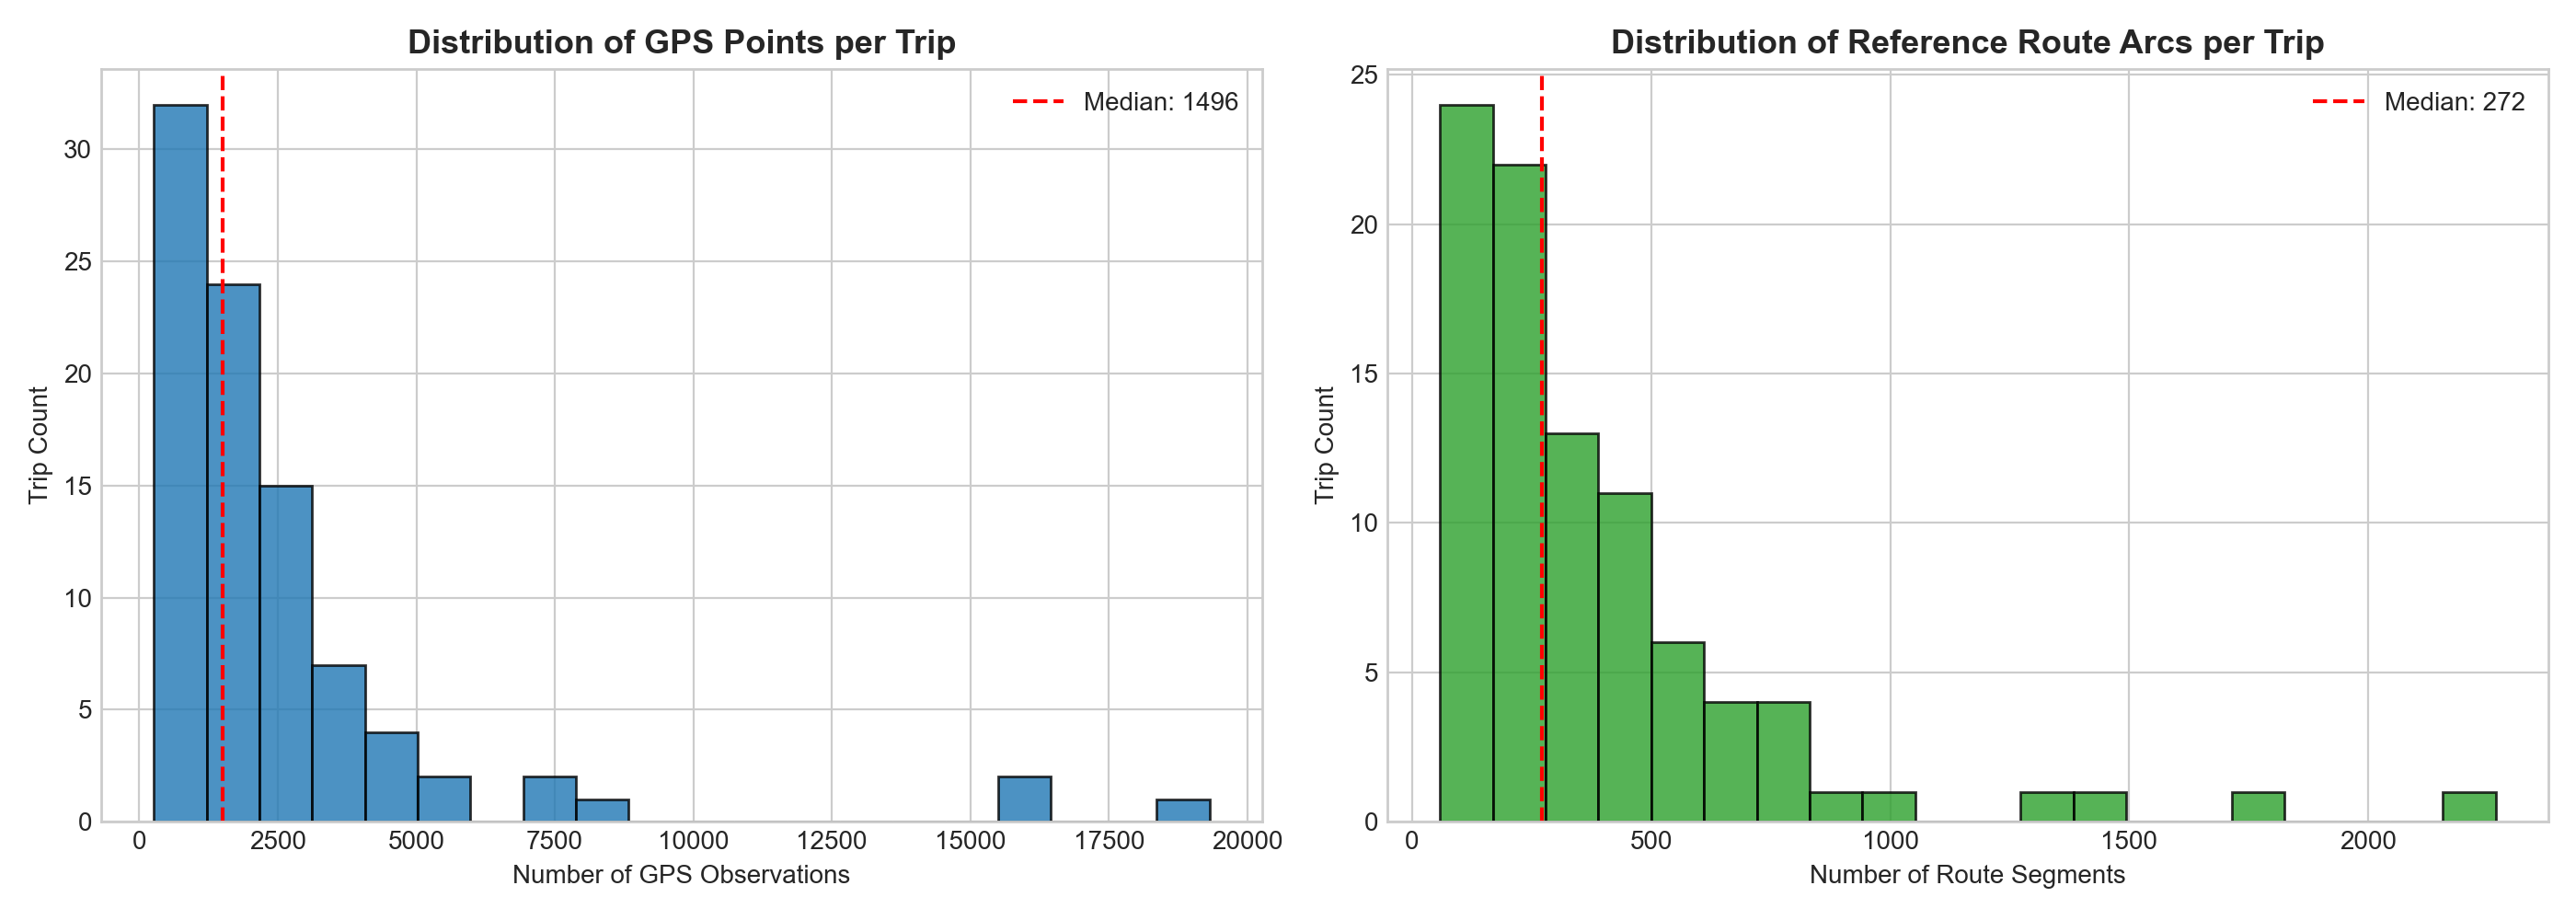 Distribution of GPS Points per Trip
Median: 1496
Trip Count
30
25
20
15
10
5
0
0 2500 5000 7500 10000 12500 15000 17500 20000
Number of GPS Observations
Distribution of Reference Route Arcs per Trip
Median: 272
Trip Count
25
20
15
10
5
0
0 500 1000 1500 2000
Number of Route Segments